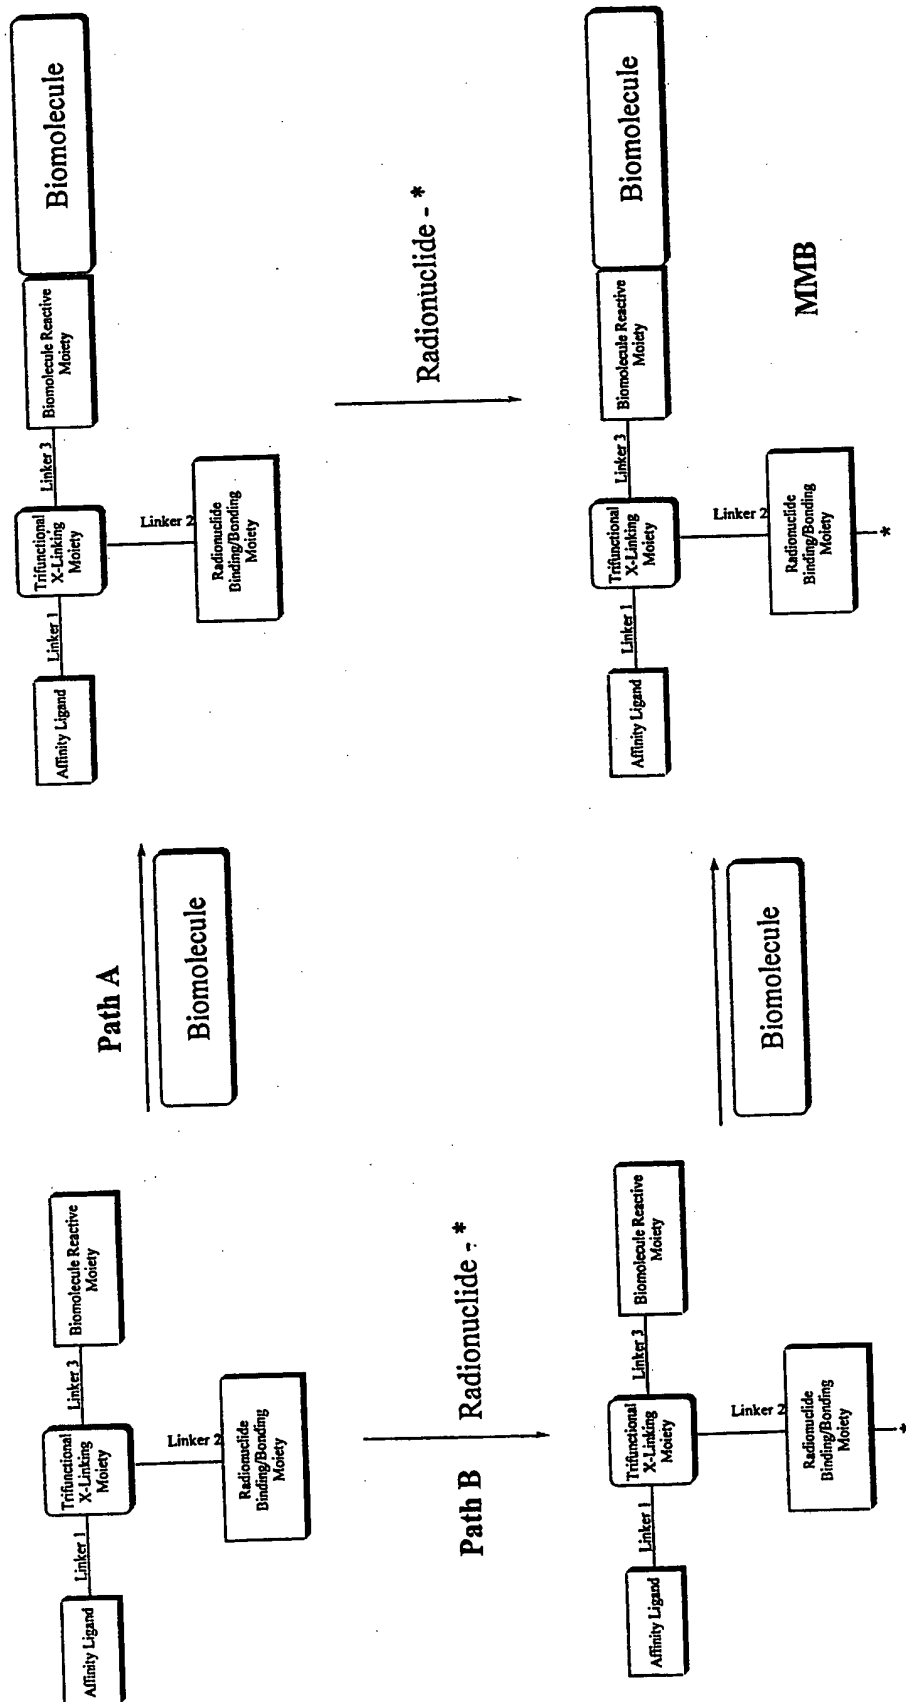 Affinity Ligand
Linker 1
Trifunctional
X-Linking
Moiety
Linker 3
Biomolecule Reactive
Moiety
Linker 2
Radionuclide
Binding/Bonding
Moiety
Path A
Biomolecule
Affinity Ligand
Linker 1
Trifunctional
X-Linking
Moiety
Linker 3
Biomolecule Reactive
Moiety
Biomolecule
Linker 2
Radionuclide
Binding/Bonding
Moiety
Path B
Radionuclide - *
Radionuclide - *
Affinity Ligand
Linker 1
Trifunctional
X-Linking
Moiety
Linker 3
Biomolecule Reactive
Moiety
Linker 2
Radionuclide
Binding/Bonding
Moiety
*
Biomolecule
Affinity Ligand
Linker 1
Trifunctional
X-Linking
Moiety
Linker 3
Biomolecule Reactive
Moiety
Biomolecule
Linker 2
Radionuclide
Binding/Bonding
Moiety
*
MMB